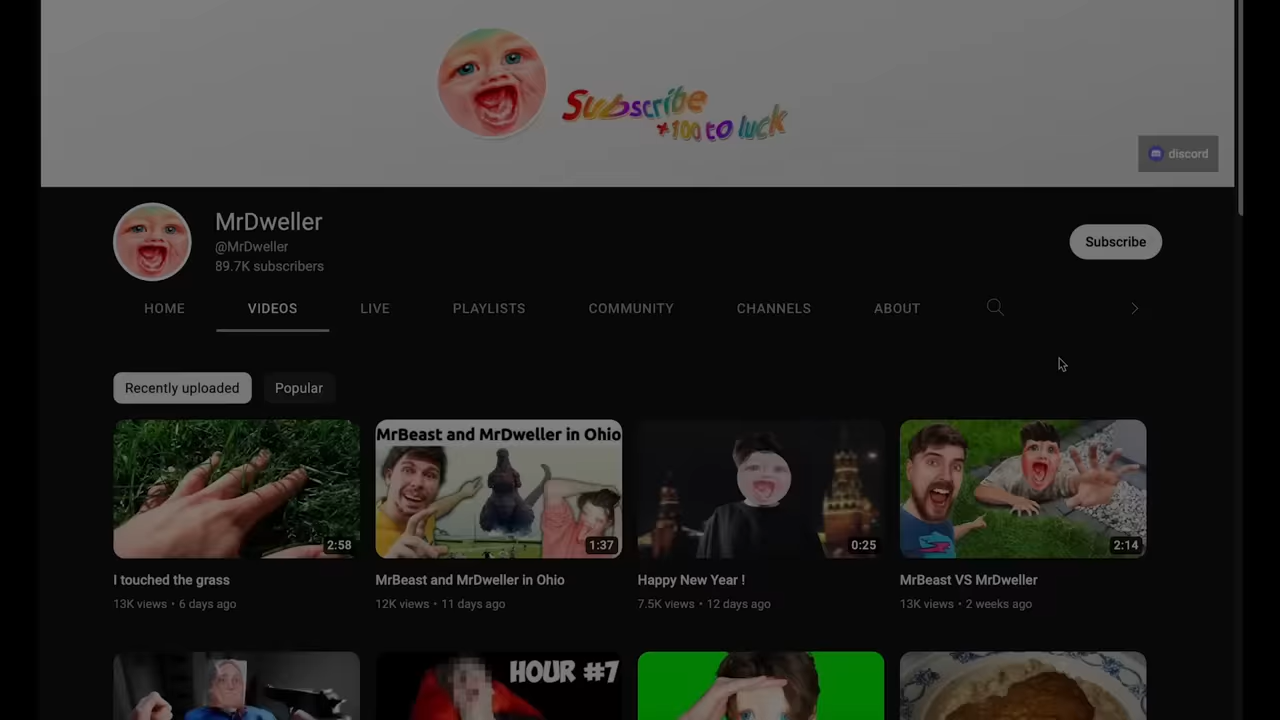 Subscribe
+100 to luck
discord
MrDweller
@MrDweller
89.7K subscribers
Subscribe
HOME VIDEOS LIVE PLAYLISTS COMMUNITY CHANNELS ABOUT
Recently uploaded Popular
MrBeast and MrDweller in Ohio
2:58 1:37 0:25 2:14
I touched the grass MrBeast and MrDweller in Ohio Happy New Year ! MrBeast VS MrDweller
13K views • 6 days ago 12K views • 11 days ago 7.5K views • 12 days ago 13K views • 2 weeks ago
HOUR #7